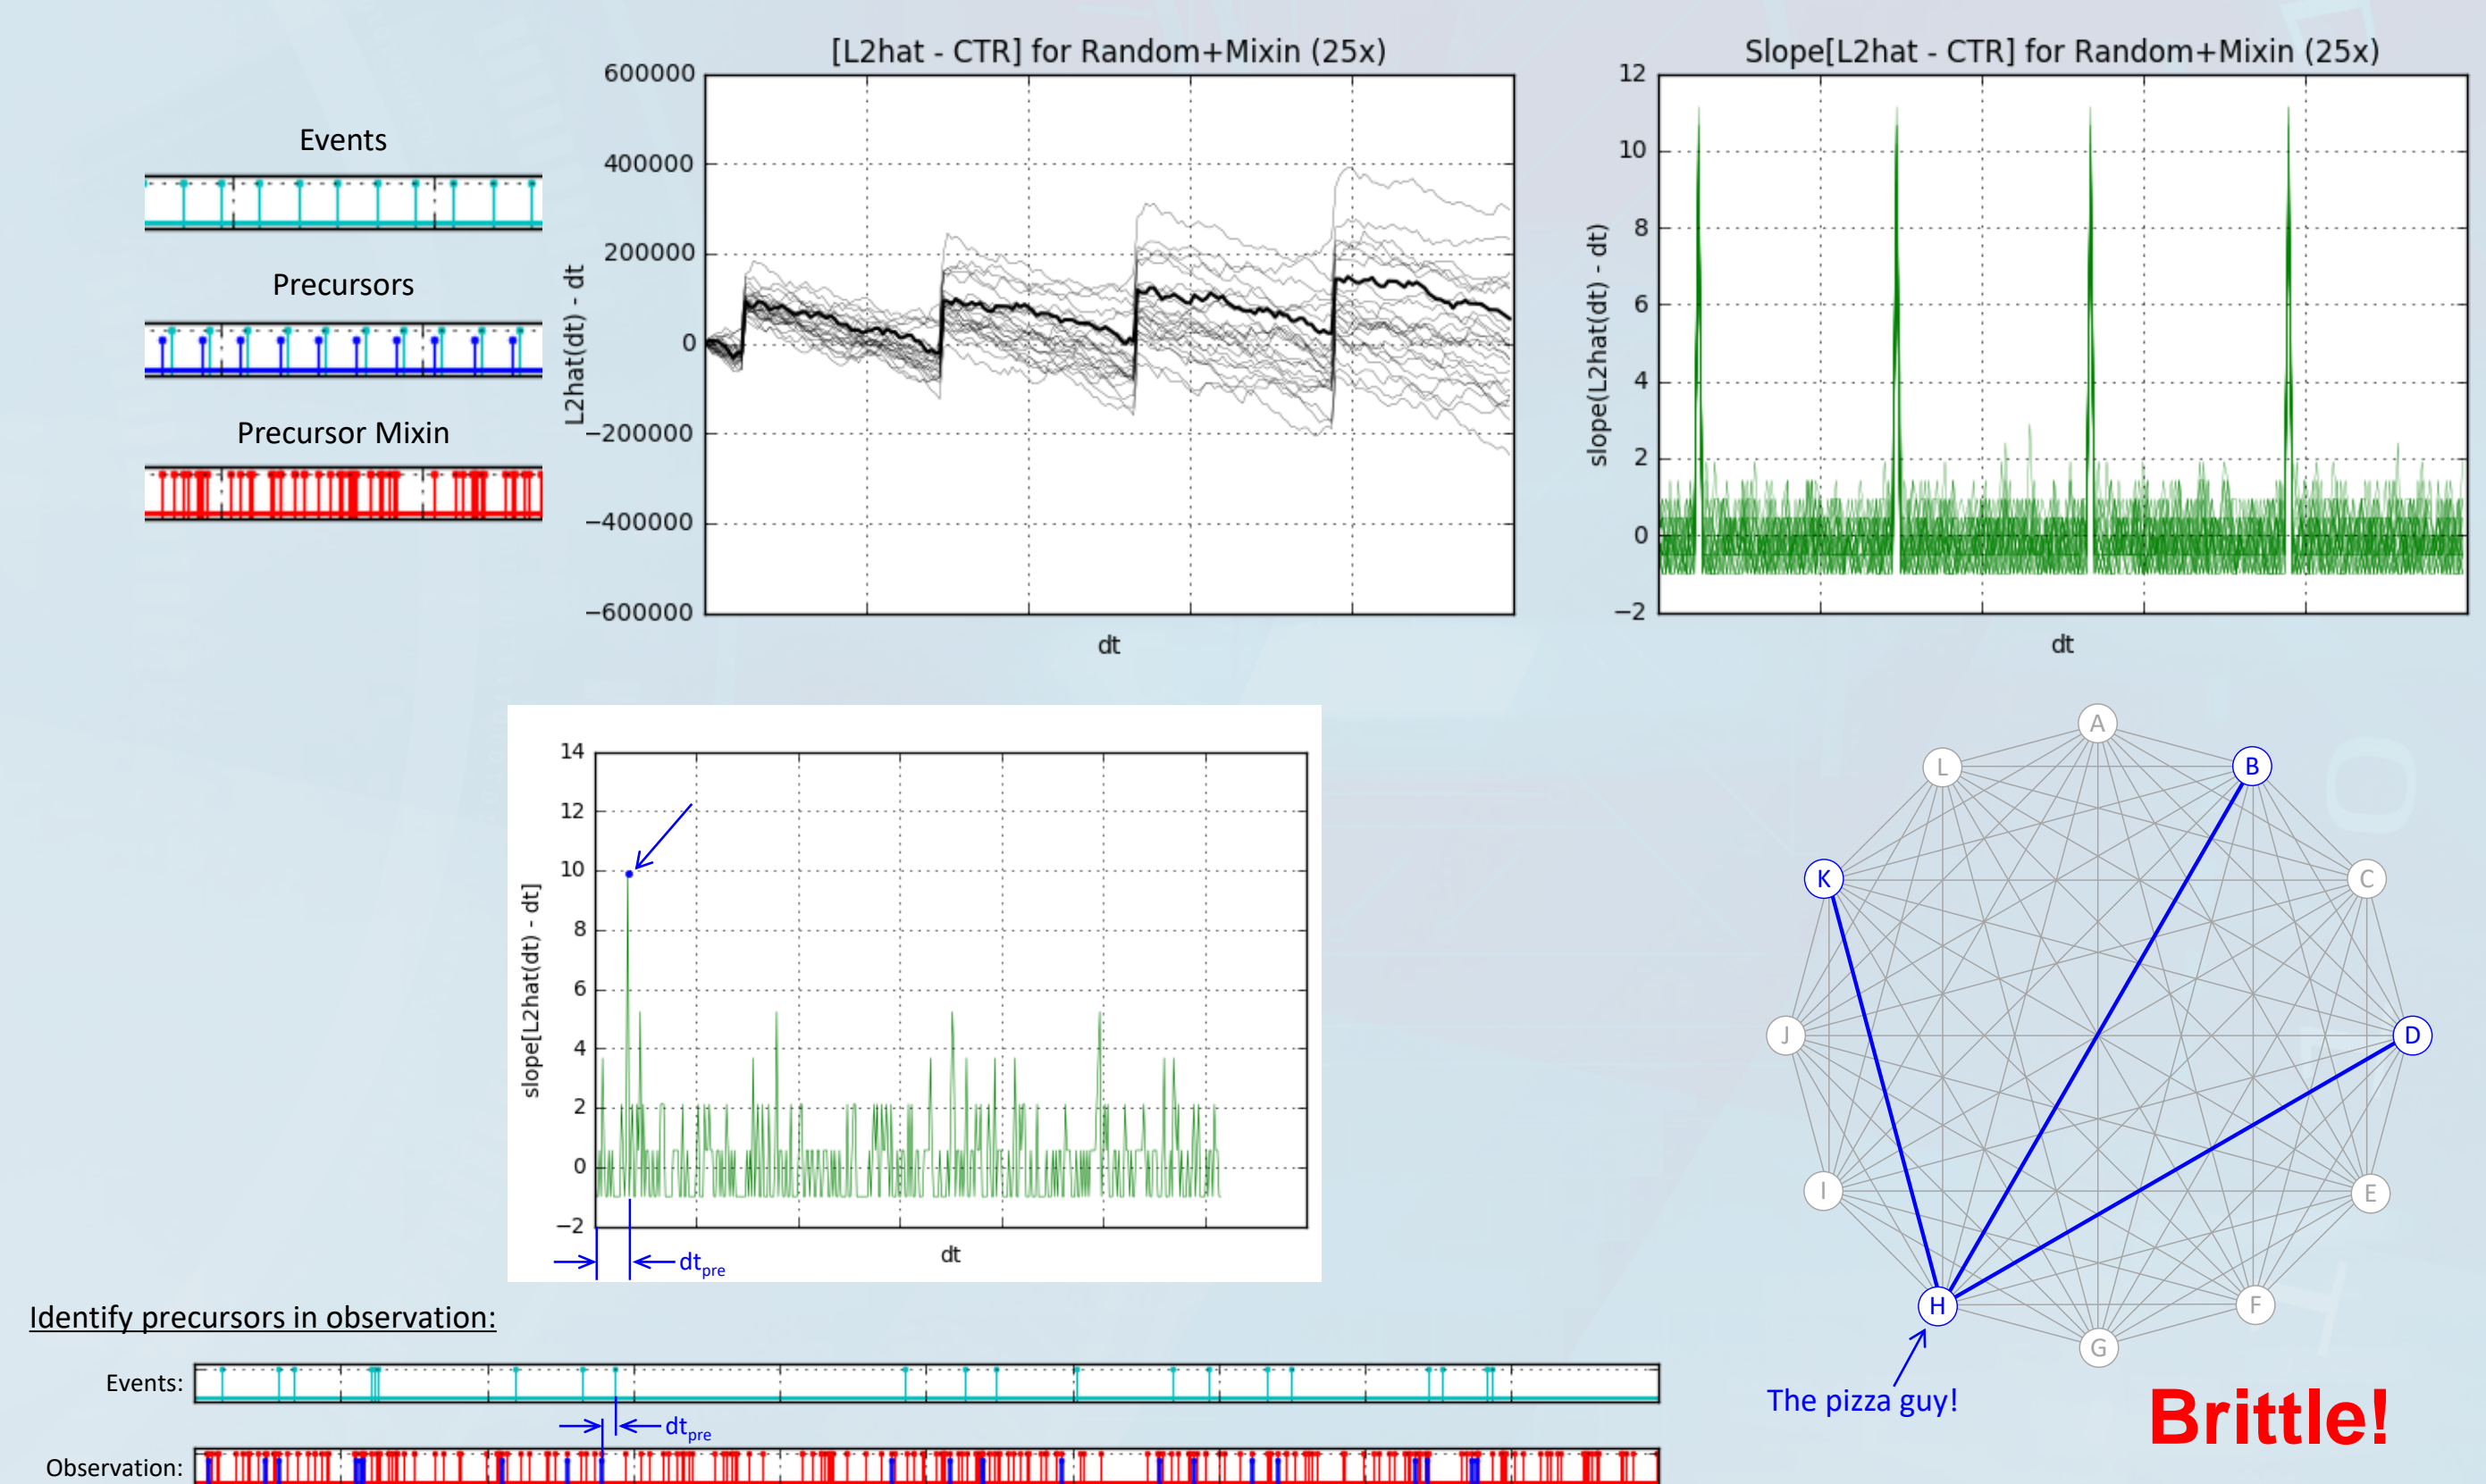 Events
Precursors
Precursor Mixin
[L2hat - CTR] for Random+Mixin (25x)
600000
400000
200000
0
−200000
−400000
−600000
L2hat(dt) - dt
dt
Slope[L2hat - CTR] for Random+Mixin (25x)
12
10
8
6
4
2
0
−2
slope(L2hat(dt) - dt)
dt
14
12
10
8
6
4
2
0
−2
slope[L2hat(dt) - dt]
dt
dtpre
A
B
C
D
E
F
G
H
I
J
K
L
The pizza guy!
Brittle!
Identify precursors in observation:
Events:
dtpre
Observation: